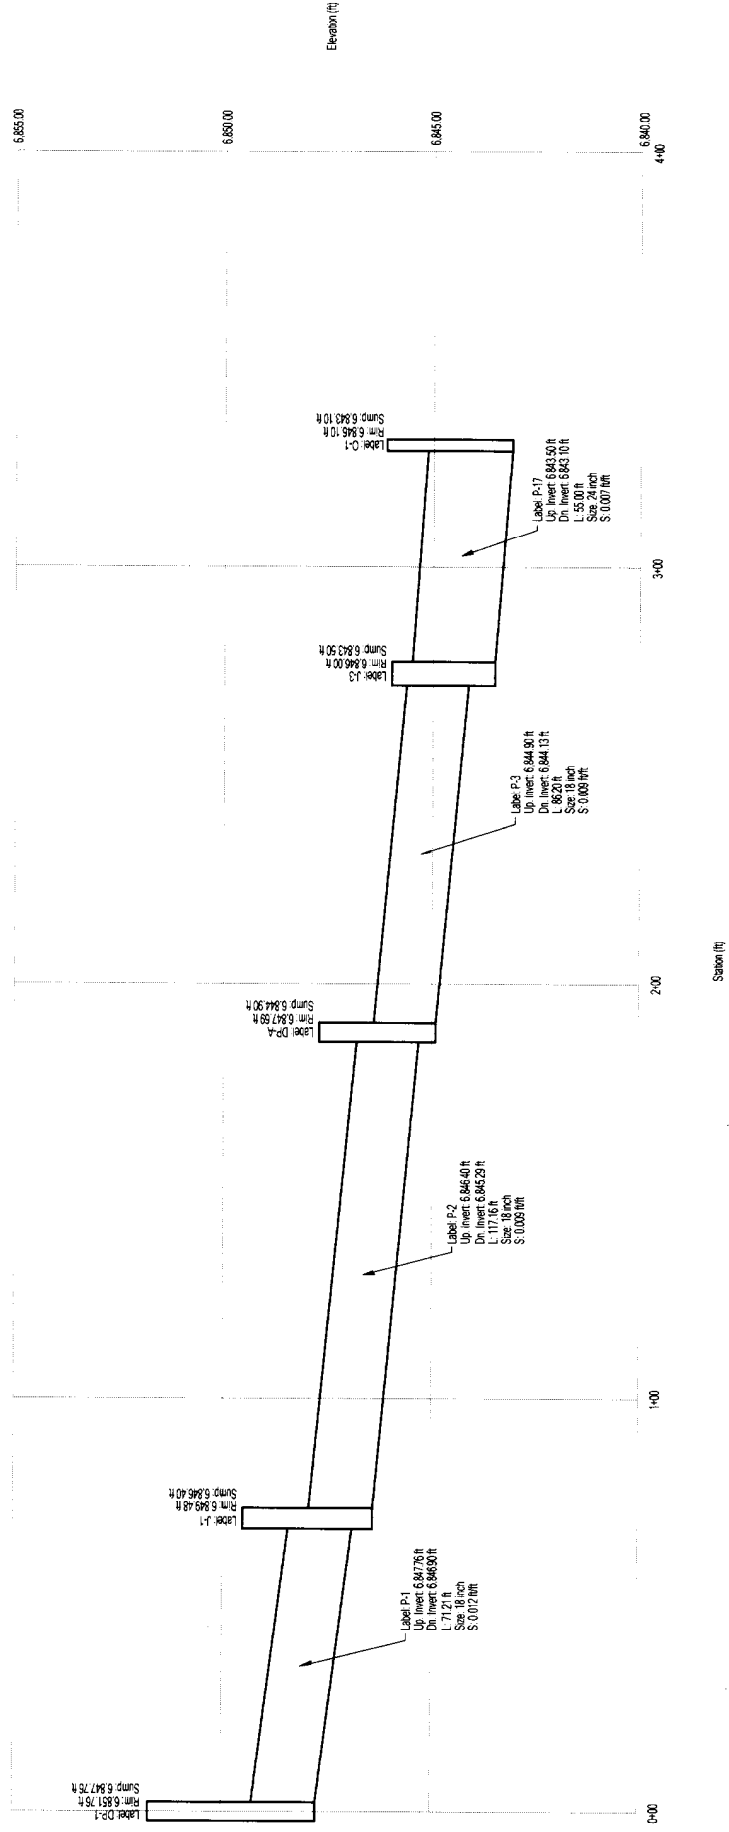 Label: DP-1
Rim: 6,851.76 ft
Sump: 6,847.76 ft
Label: P-1
Up. Invert: 6,847.76 ft
Dn. Invert: 6,846.90 ft
L: 71.21 ft
Size: 18 inch
S: 0.012 ft/ft
Label: J-1
Rim: 6,849.48 ft
Sump: 6,846.40 ft
Label: P-2
Up. Invert: 6,846.40 ft
Dn. Invert: 6,845.29 ft
L: 117.16 ft
Size: 18 inch
S: 0.009 ft/ft
Label: DP-A
Rim: 6,847.69 ft
Sump: 6,844.90 ft
Label: P-3
Up. Invert: 6,844.90 ft
Dn. Invert: 6,844.13 ft
L: 86.20 ft
Size: 18 inch
S: 0.009 ft/ft
Label: J-3
Rim: 6,846.00 ft
Sump: 6,843.50 ft
Label: P-17
Up. Invert: 6,843.50 ft
Dn. Invert: 6,843.10 ft
L: 55.00 ft
Size: 24 inch
S: 0.007 ft/ft
Label: O-1
Rim: 6,846.10 ft
Sump: 6,843.10 ft
6,855.00
6,850.00
6,845.00
6,840.00
Elevation (ft)
0+00
1+00
2+00
3+00
4+00
Station (ft)